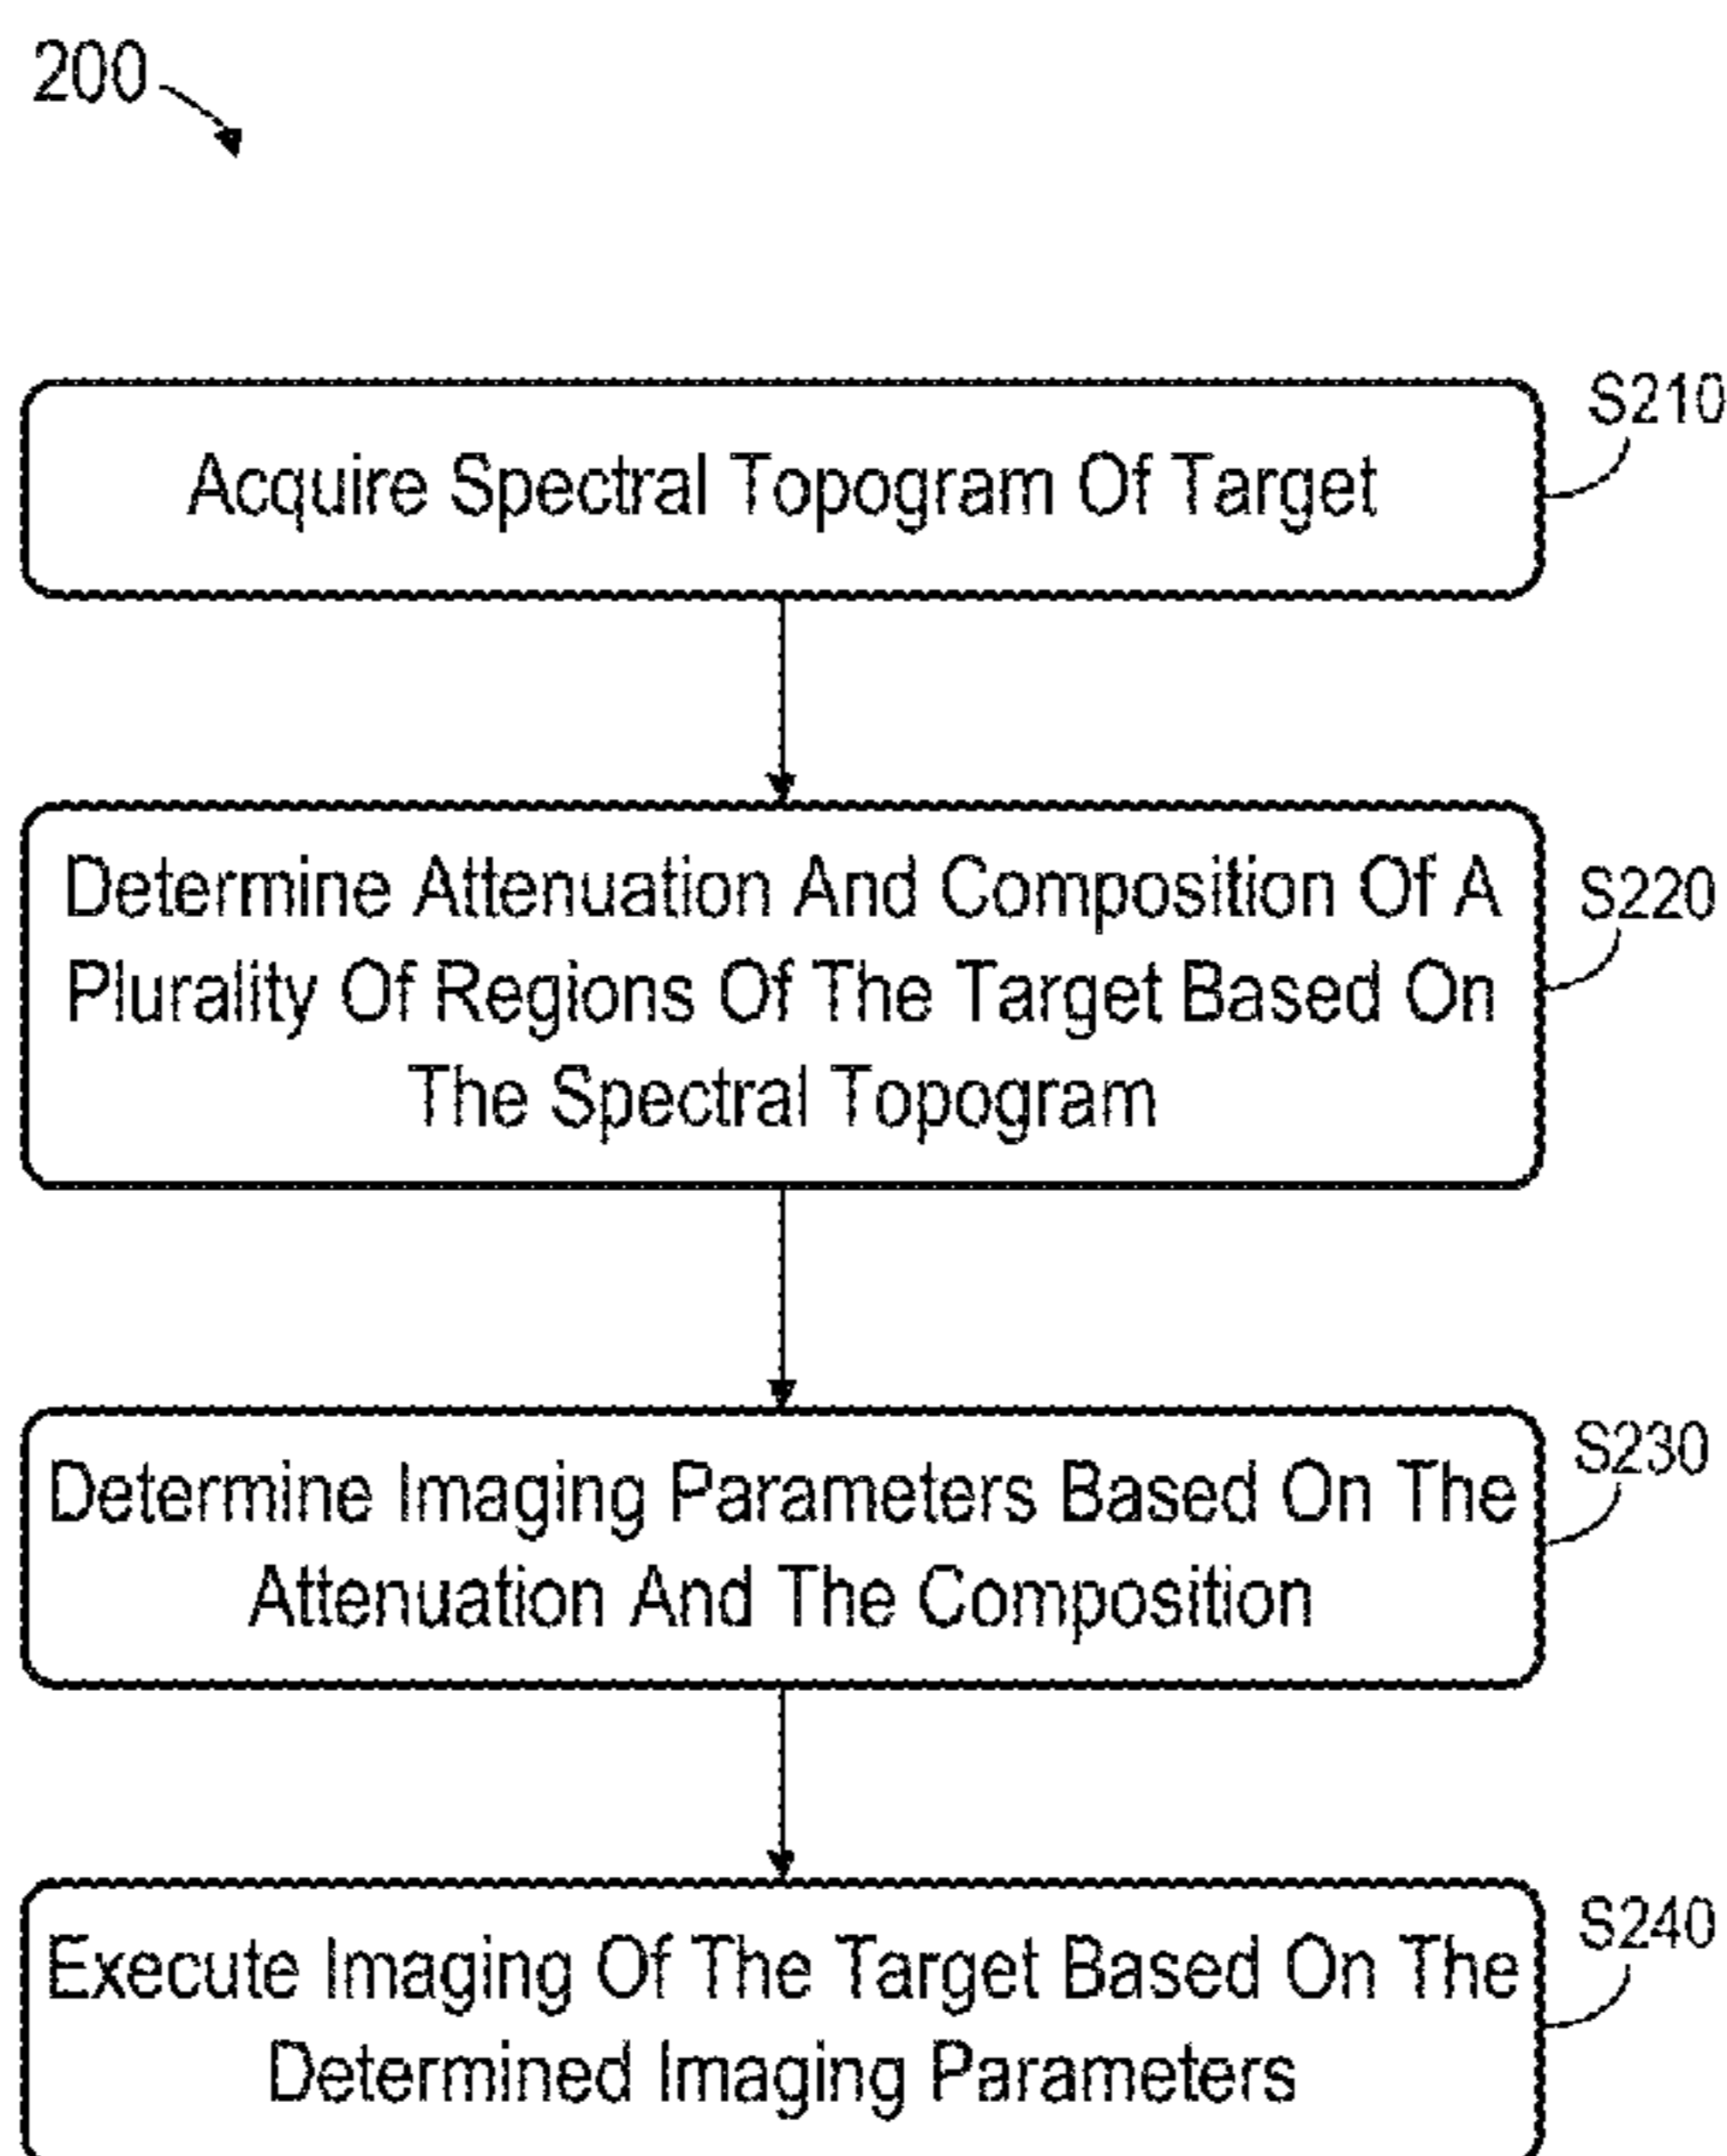 200
S210
Acquire Spectral Topogram Of Target
Determine Attenuation And Composition Of A
S220
Plurality Of Regions Of The Target Based On
The Spectral Topogram
S230
Determine Imaging Parameters Based On The
Attenuation And The Composition
S240
Execute Imaging Of The Target Based On The
Determined Imaging Parameters